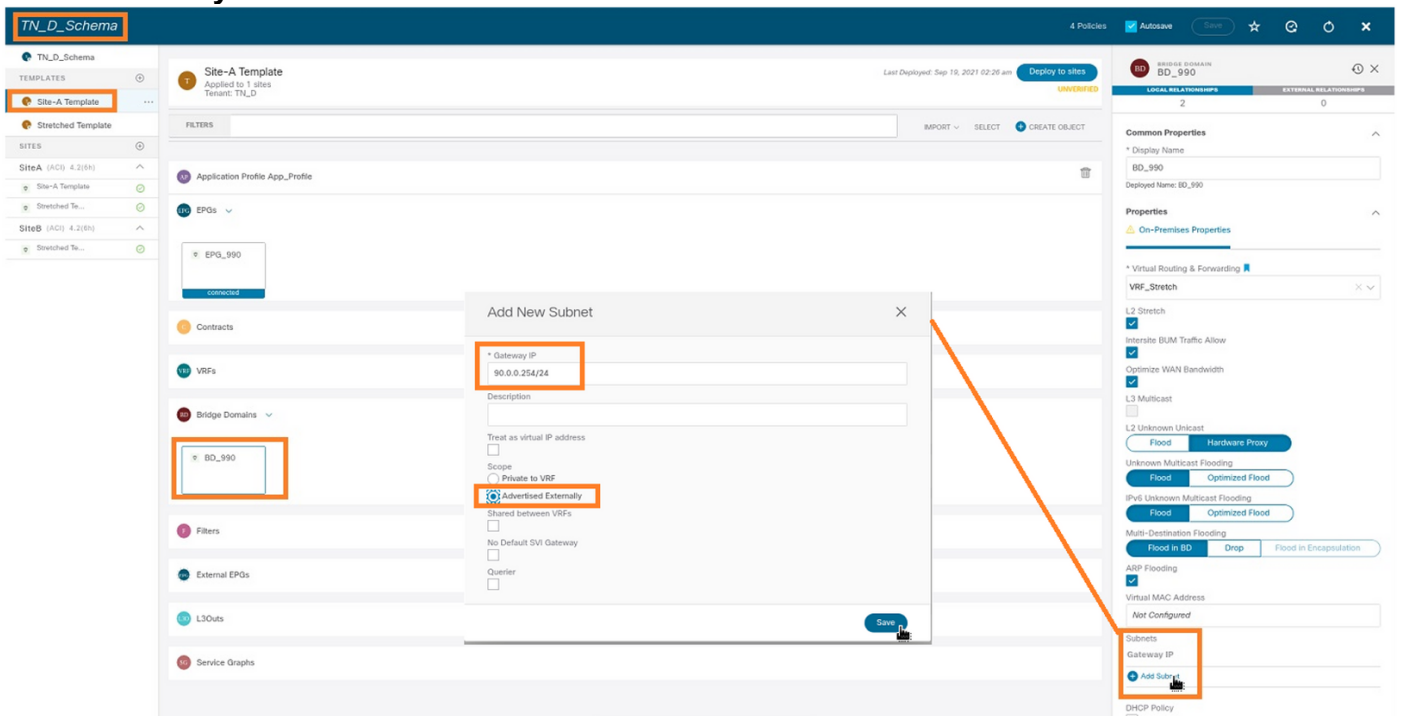 TN_D_Schema
4 Policies
Autosave
Save
TN_D_Schema
TEMPLATES
Site-A Template
Stretched Template
SITES
SiteA (ACI) 4.2(6h)
Site-A Template
Stretched Te...
SiteB (ACI) 4.2(6h)
Stretched Te...
T
Site-A Template
Applied to 1 sites
Tenant: TN_D
Last Deployed: Sep 19, 2021 02:26 am
Deploy to sites
UNVERIFIED
FILTERS
IMPORT
SELECT
CREATE OBJECT
AP
Application Profile App_Profile
EPG
EPGs
EPG_990
connected
C
Contracts
VRF
VRFs
BD
Bridge Domains
BD_990
F
Filters
External EPGs
L3O
L3Outs
SG
Service Graphs
Add New Subnet
* Gateway IP
90.0.0.254/24
Description
Treat as virtual IP address
Scope
Private to VRF
Advertised Externally
Shared between VRFs
No Default SVI Gateway
Querier
Save
BD
BRIDGE DOMAIN
BD_990
LOCAL RELATIONSHIPS
EXTERNAL RELATIONSHIPS
2
0
Common Properties
* Display Name
BD_990
Deployed Name: BD_990
Properties
On-Premises Properties
* Virtual Routing & Forwarding
VRF_Stretch
L2 Stretch
Intersite BUM Traffic Allow
Optimize WAN Bandwidth
L3 Multicast
L2 Unknown Unicast
Flood
Hardware Proxy
Unknown Multicast Flooding
Flood
Optimized Flood
IPv6 Unknown Multicast Flooding
Flood
Optimized Flood
Multi-Destination Flooding
Flood in BD
Drop
Flood in Encapsulation
ARP Flooding
Virtual MAC Address
Not Configured
Subnets
Gateway IP
Add Subnet
DHCP Policy